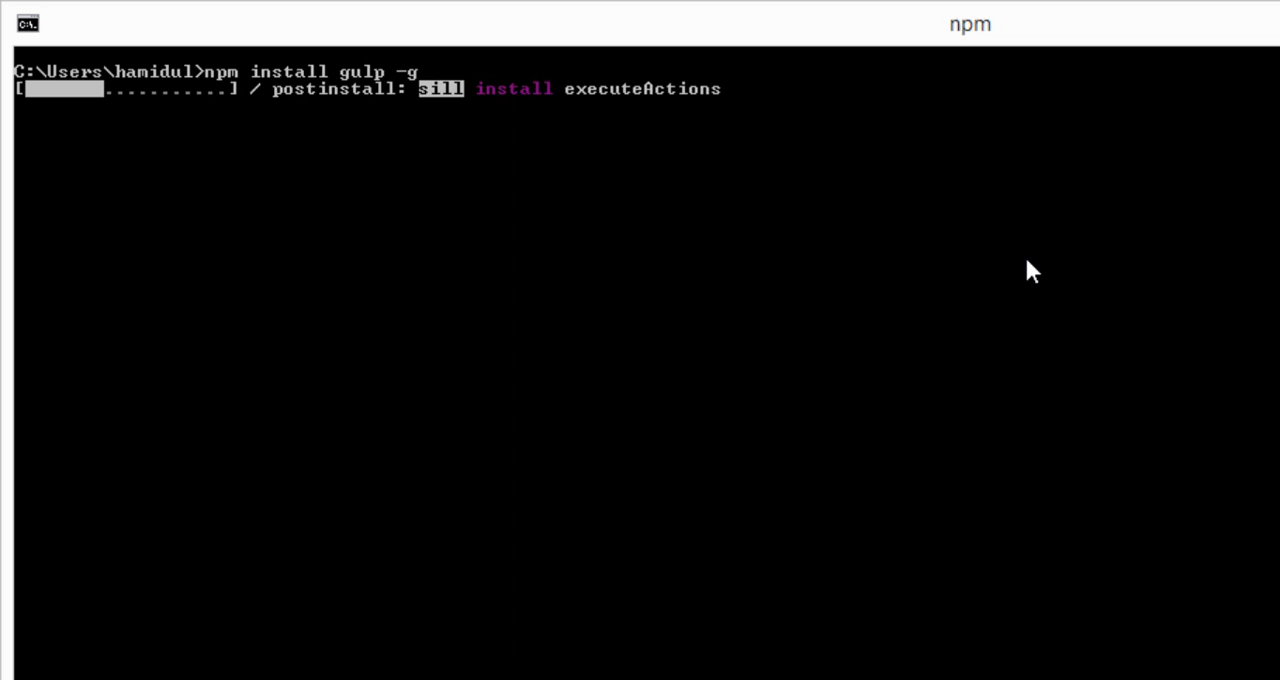 npm
C:\Users\hamidul>npm install gulp -g
[       ...........] / postinstall: sill install executeActions